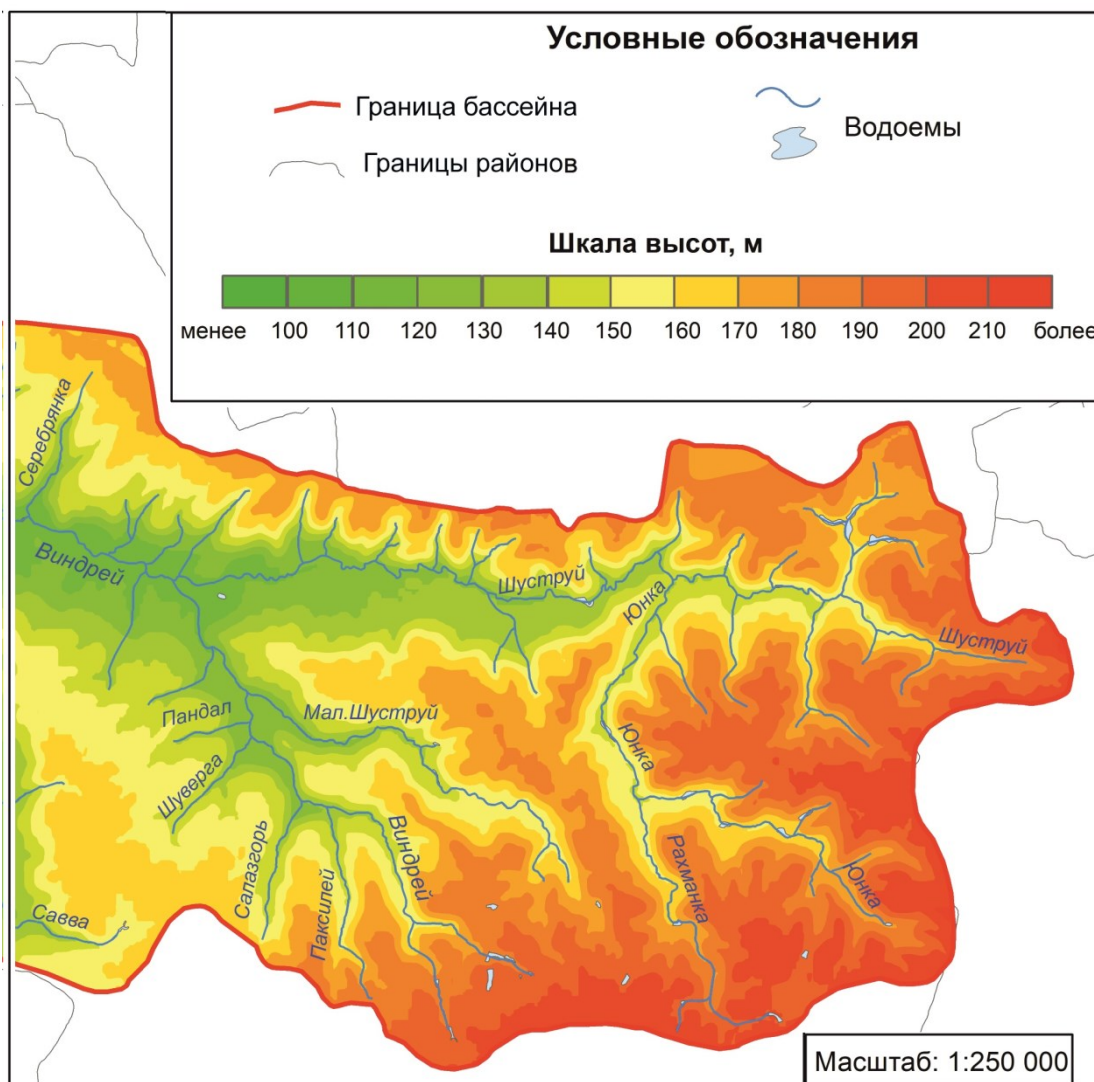 Условные обозначения
Граница бассейна
Границы районов
Водоемы
Шкала высот, м
менее 100 110 120 130 140 150 160 170 180 190 200 210 более
Серебрянка
Виндрей
Шуструй
Юнка
Шуструй
Пандал
Мал.Шуструй
Юнка
Шуверга
Салазгорь
Виндрей
Рахманка
Юнка
Савва
Паксипей
Масштаб: 1:250 000